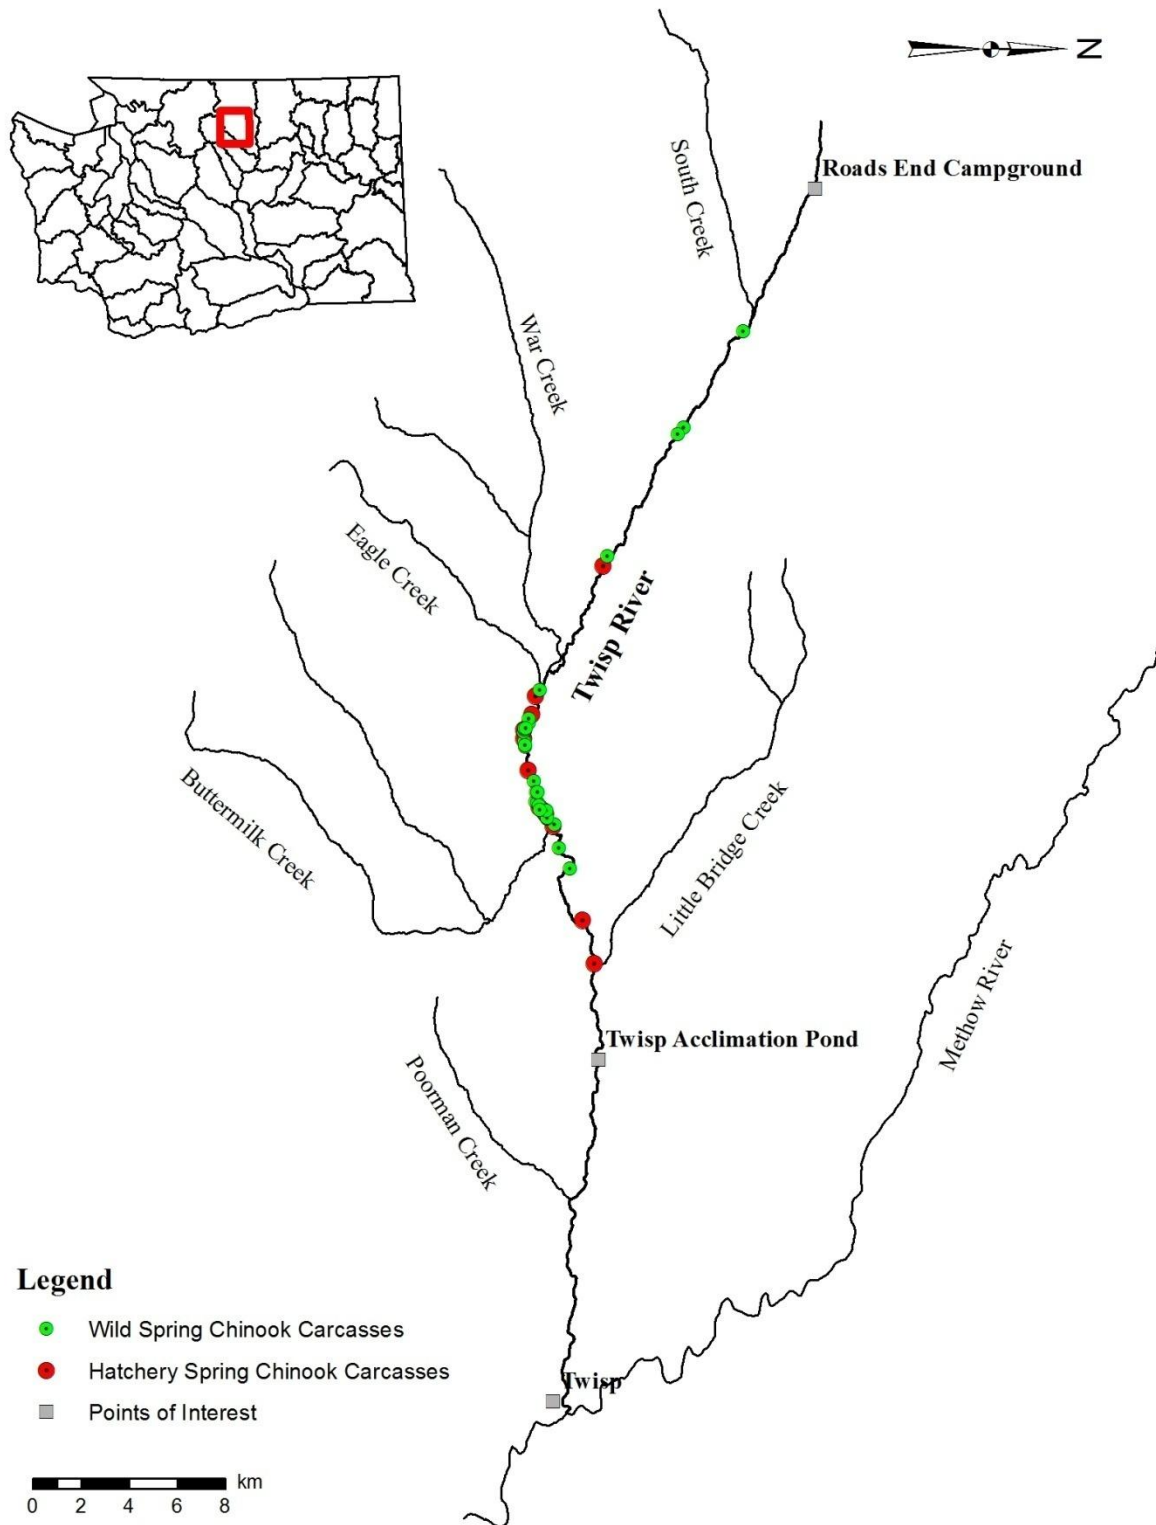 N
Roads End Campground
South Creek
War Creek
Eagle Creek
Twisp River
Buttermilk Creek
Little Bridge Creek
Methow River
Twisp Acclimation Pond
Poorman Creek
Twisp
Legend
Wild Spring Chinook Carcasses
Hatchery Spring Chinook Carcasses
Points of Interest
km
0 2 4 6 8